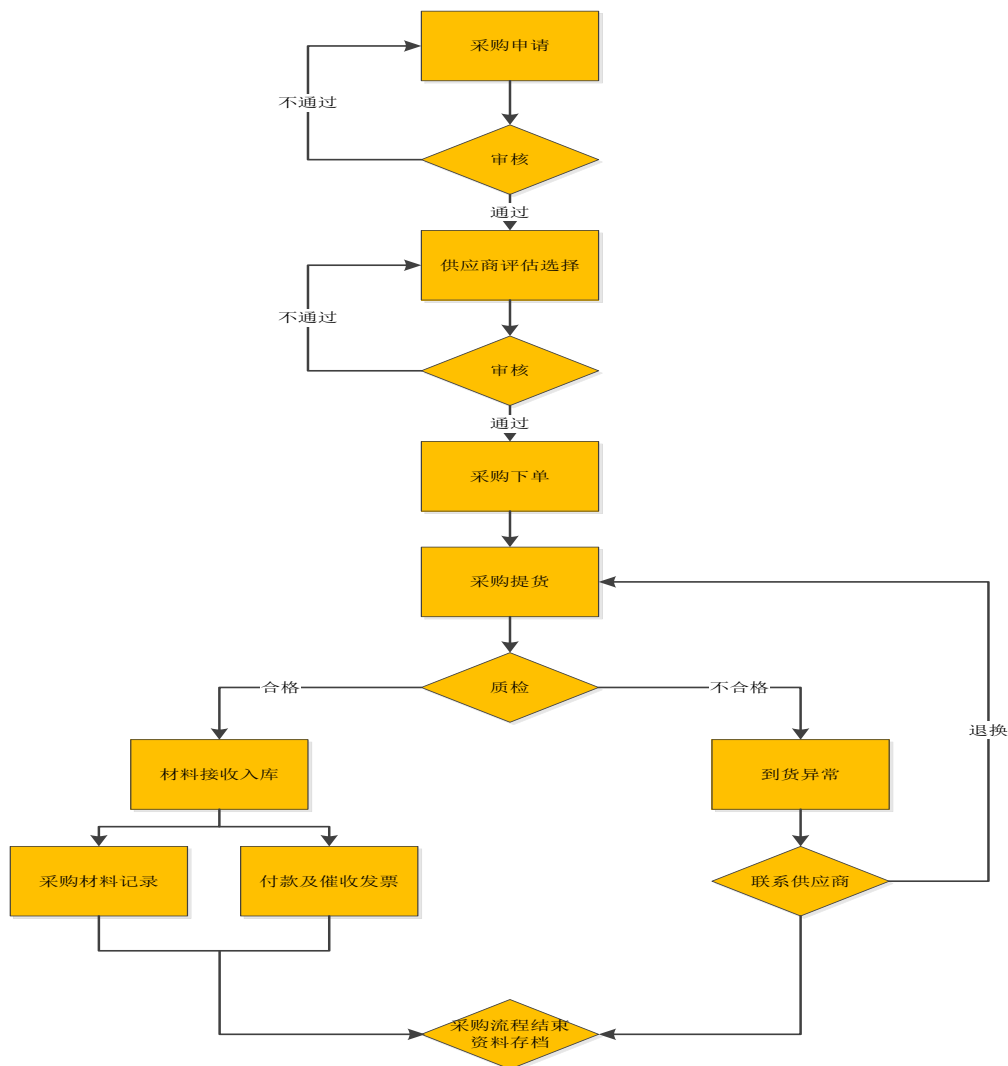 采购申请
不通过
审核
通过
供应商评估选择
不通过
审核
通过
采购下单
采购提货
合格
质检
不合格
退换
材料接收入库
到货异常
采购材料记录
付款及催收发票
联系供应商
采购流程结束
资料存档